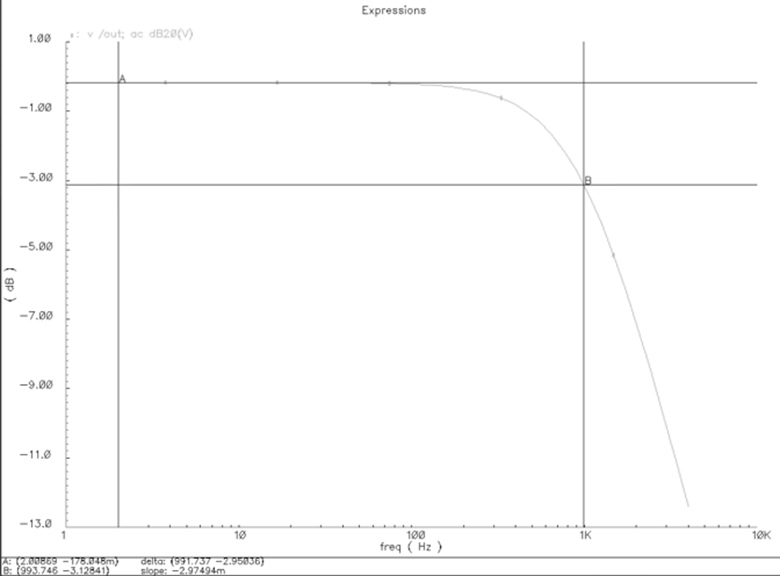 Expressions
: v /out; ac dB20(V)
1.00
A
-1.00
-3.00
B
-5.00
( dB )
-7.00
-9.00
-11.0
-13.0
1 10 100 1K 10K
freq ( Hz )
A: (2.00869 -178.048m) delta: (991.737 -2.95036)
B: (993.746 -3.12841) slope: -2.97494m